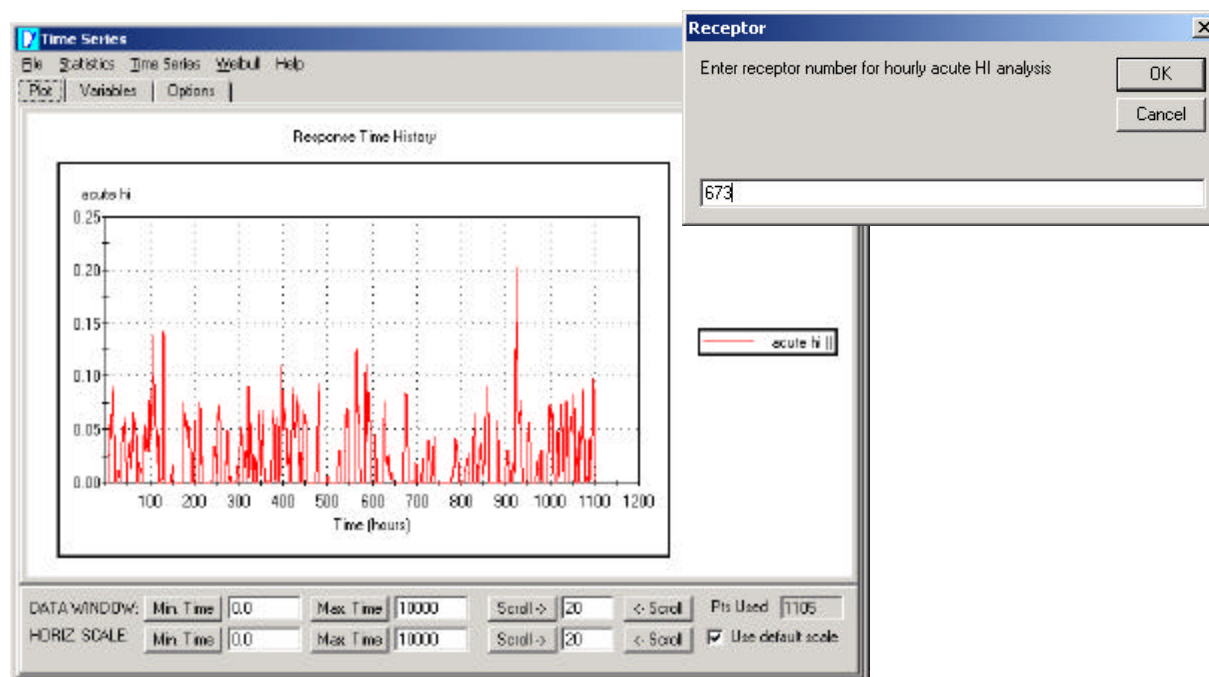 Time Series
File Statistics Time Series Weibull Help
Plot Variables Options
Response Time History
acute hi
0.25
0.20
0.15
0.10
0.05
0.00
100 200 300 400 500 600 700 800 900 1000 1100 1200
Time (hours)
acute hi ||
DATA WINDOW: Min. Time 0.0 Max. Time 10000 Scroll -> 20 <- Scroll Pts Used 1105
HORIZ. SCALE: Min. Time 0.0 Max. Time 10000 Scroll -> 20 <- Scroll Use default scale
Receptor
Enter receptor number for hourly acute HI analysis
OK
Cancel
673